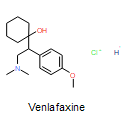 OH
Cl⁻ H⁺
N
O
Venlafaxine